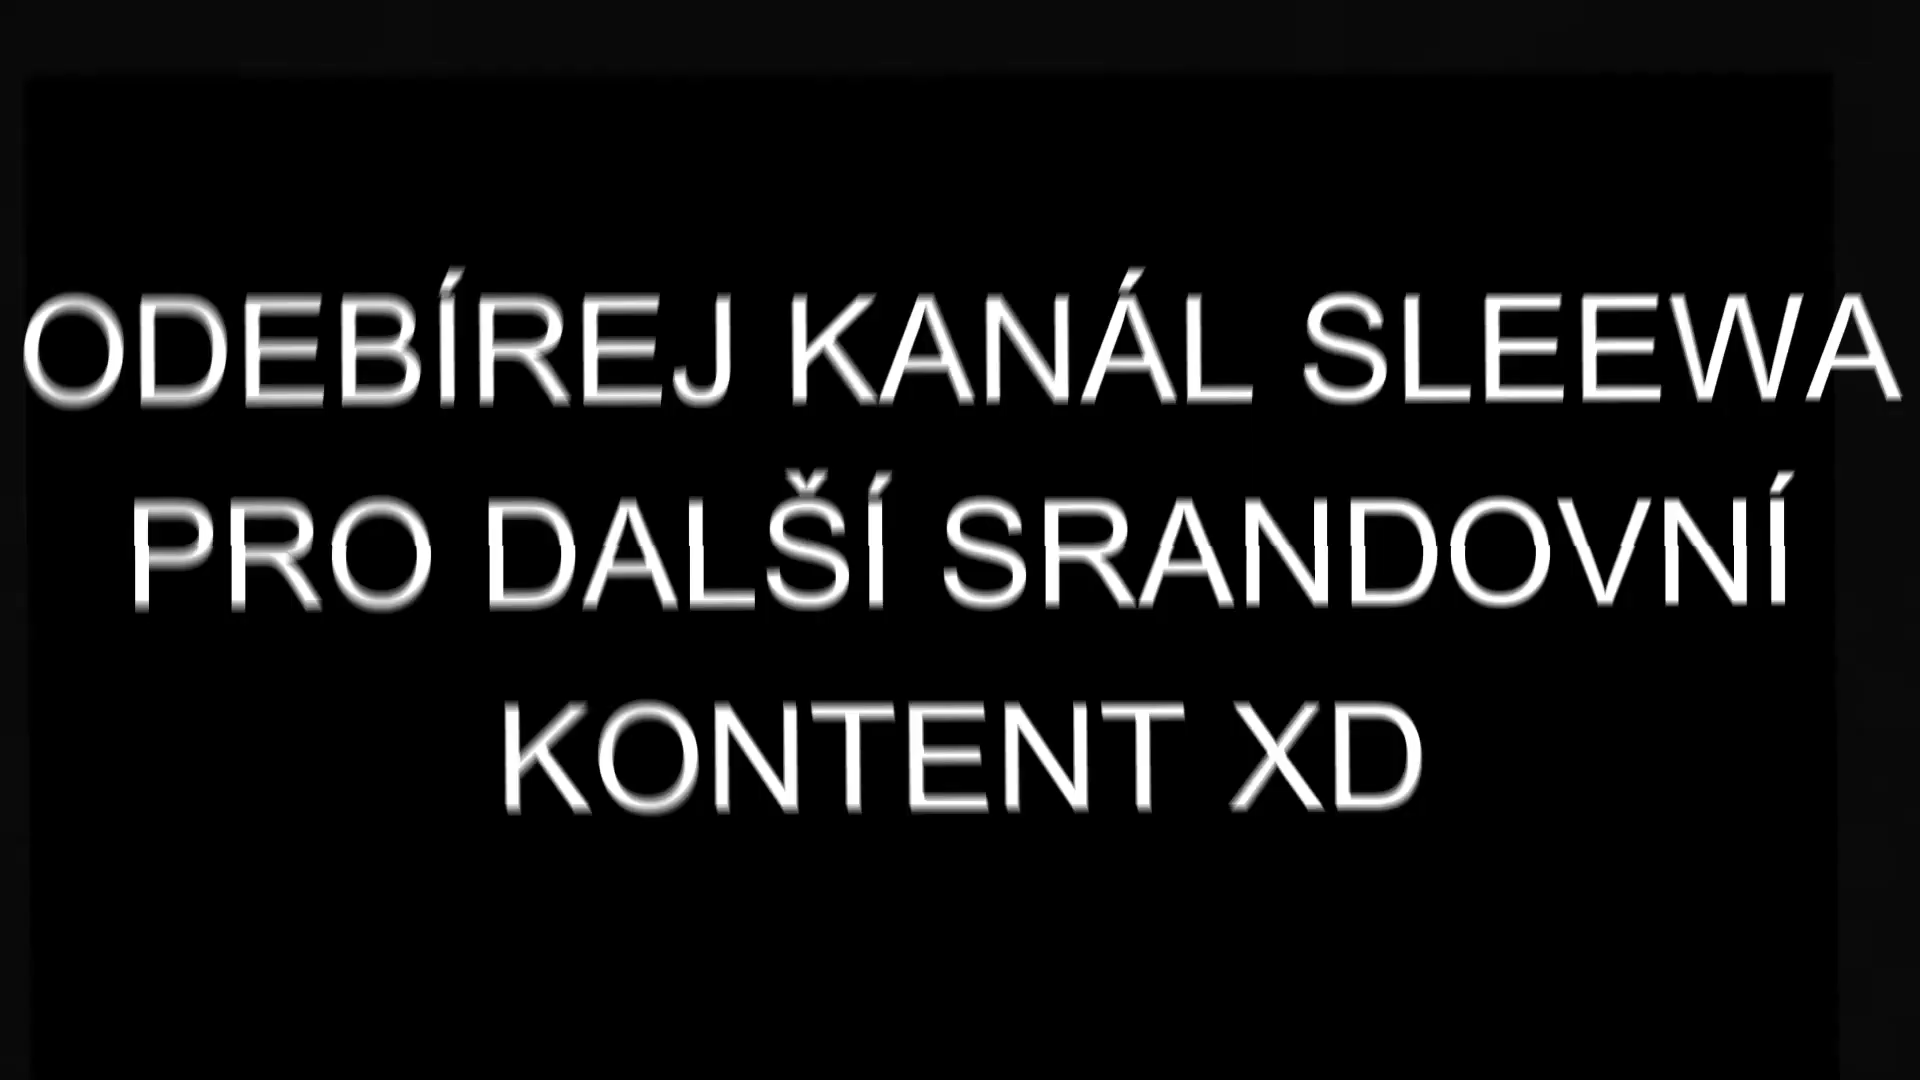 ODEBÍREJ KANÁL SLEEWA
PRO DALŠÍ SRANDOVNÍ
KONTENT XD